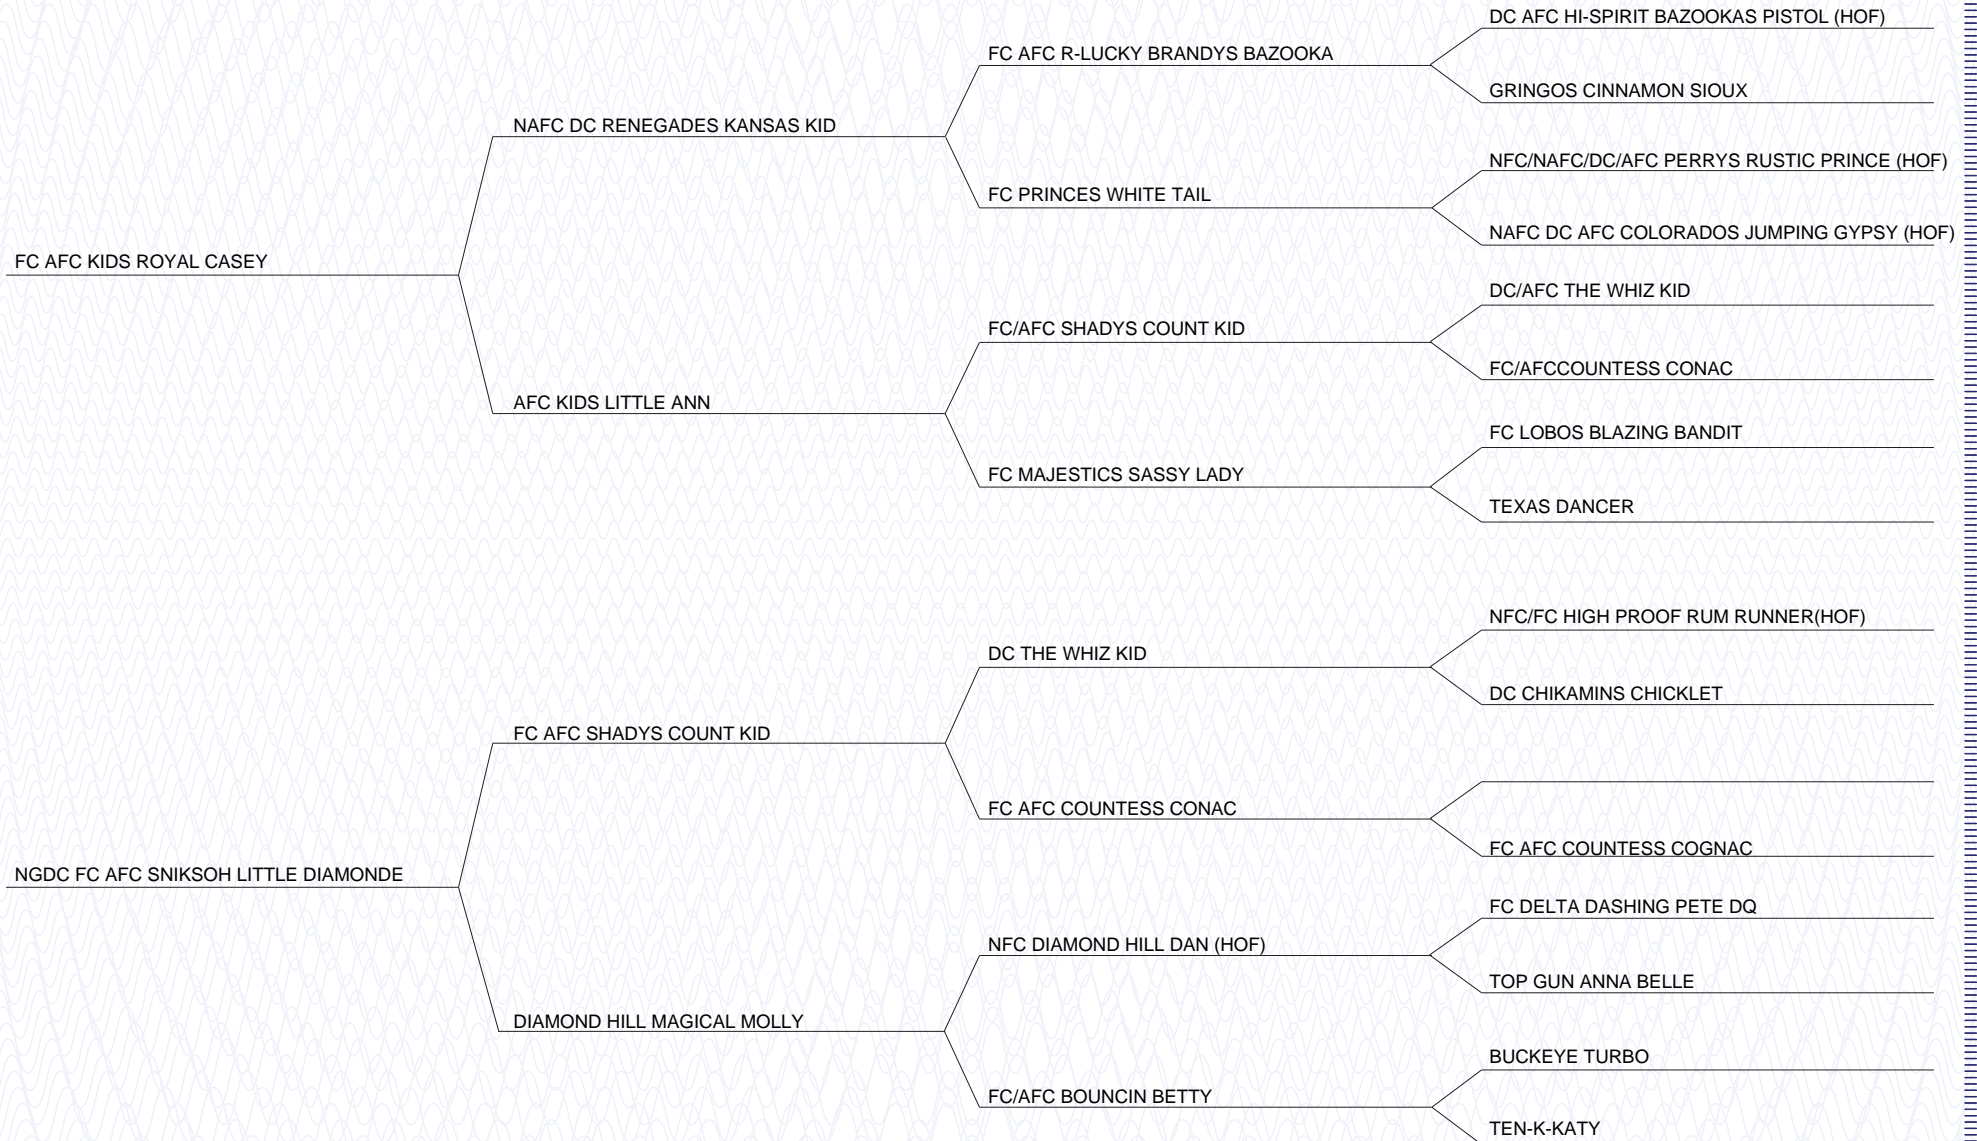 DC AFC HI-SPIRIT BAZOOKAS PISTOL (HOF)
FC AFC R-LUCKY BRANDYS BAZOOKA
GRINGOS CINNAMON SIOUX
NAFC DC RENEGADES KANSAS KID
NFC/NAFC/DC/AFC PERRYS RUSTIC PRINCE (HOF)
FC PRINCES WHITE TAIL
NAFC DC AFC COLORADOS JUMPING GYPSY (HOF)
FC AFC KIDS ROYAL CASEY
DC/AFC THE WHIZ KID
FC/AFC SHADYS COUNT KID
FC/AFCCOUNTESS CONAC
AFC KIDS LITTLE ANN
FC LOBOS BLAZING BANDIT
FC MAJESTICS SASSY LADY
TEXAS DANCER
NFC/FC HIGH PROOF RUM RUNNER(HOF)
DC THE WHIZ KID
DC CHIKAMINS CHICKLET
FC AFC SHADYS COUNT KID
FC AFC COUNTESS CONAC
FC AFC COUNTESS COGNAC
NGDC FC AFC SNIKSOH LITTLE DIAMONDE
FC DELTA DASHING PETE DQ
NFC DIAMOND HILL DAN (HOF)
TOP GUN ANNA BELLE
DIAMOND HILL MAGICAL MOLLY
BUCKEYE TURBO
FC/AFC BOUNCIN BETTY
TEN-K-KATY